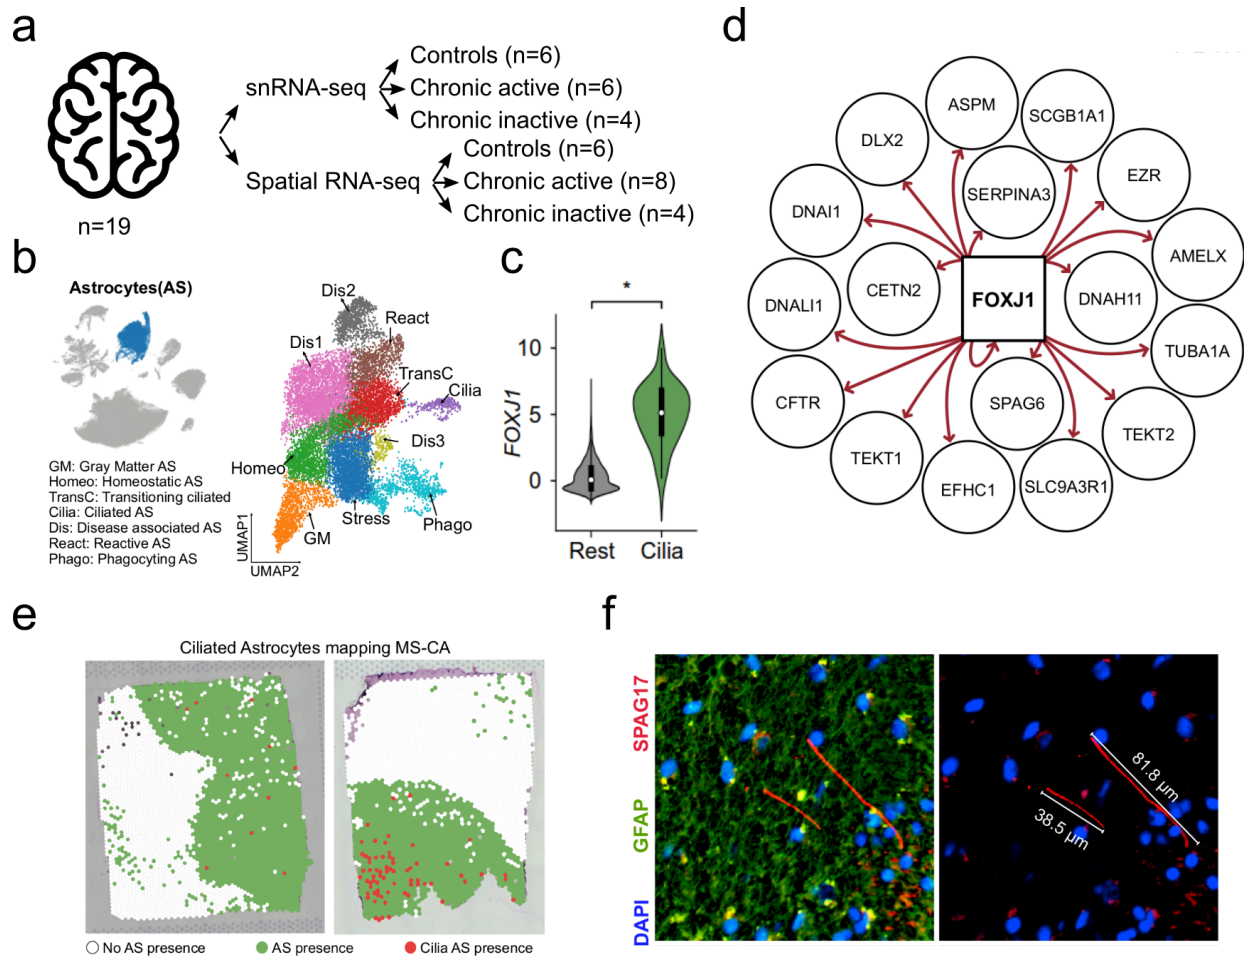 a
n=19
snRNA-seq
Controls (n=6)
Chronic active (n=6)
Chronic inactive (n=4)
Spatial RNA-seq
Controls (n=6)
Chronic active (n=8)
Chronic inactive (n=4)
b
Astrocytes(AS)
GM: Gray Matter AS
Homeo: Homeostatic AS
TransC: Transitioning ciliated
Cilia: Ciliated AS
Dis: Disease associated AS
React: Reactive AS
Phago: Phagocyting AS
Dis2
React
Dis1
TransC
Cilia
Dis3
Homeo
Stress
Phago
GM
UMAP1
UMAP2
c
*
FOXJ1
10
5
0
Rest
Cilia
d
ASPM
SCGB1A1
DLX2
SERPINA3
EZR
DNAI1
AMELX
CETN2
FOXJ1
DNAH11
DNALI1
TUBA1A
CFTR
SPAG6
TEKT2
TEKT1
EFHC1
SLC9A3R1
e
Ciliated Astrocytes mapping MS-CA
No AS presence
AS presence
Cilia AS presence
f
SPAG17
GFAP
DAPI
81.8 µm
38.5 µm